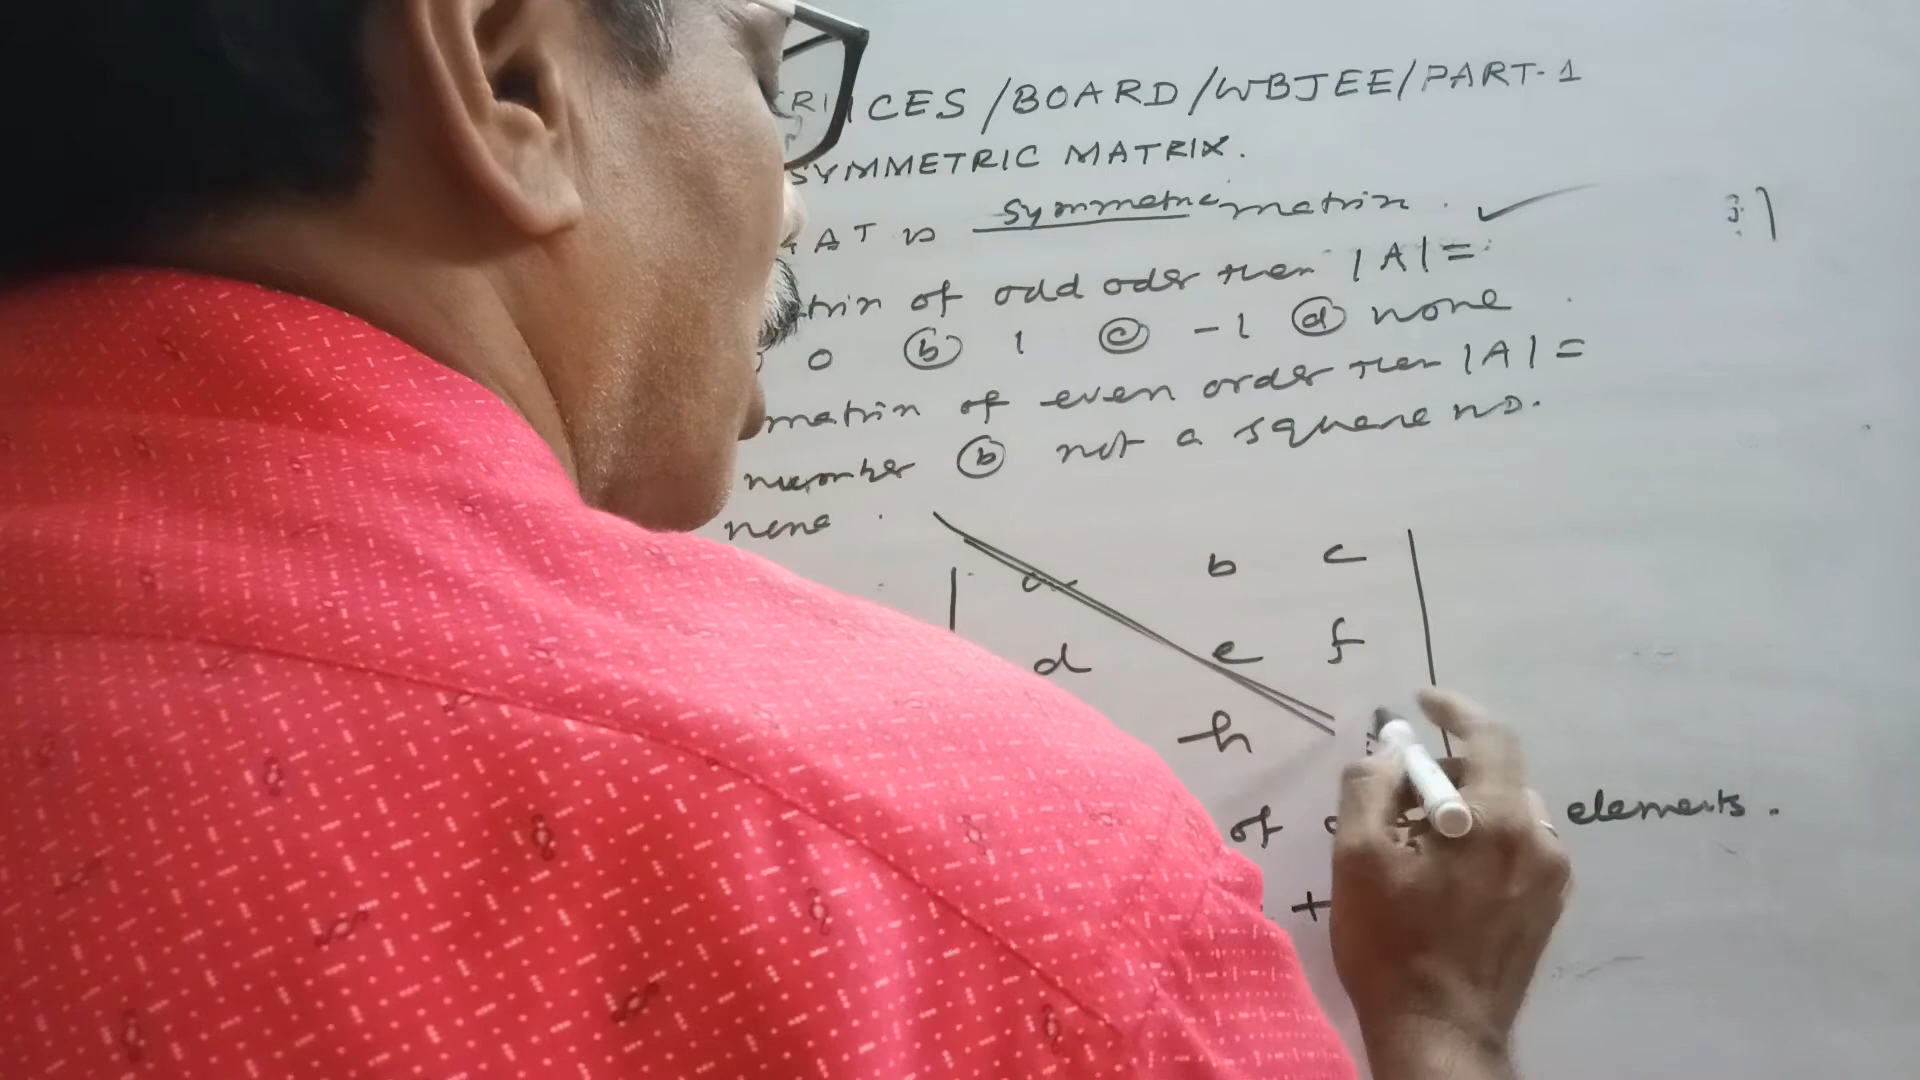 RICES/BOARD/WBJEE/PART-1
SYMMETRIC MATRIX.
AT is symmetric matrix.
trix of odd oder then |A|=
0 (b) 1 (c) -1 (d) none
matrix of even order then |A|=
number (b) not a square no.
none
a b c
d e f
h
of elements.
+